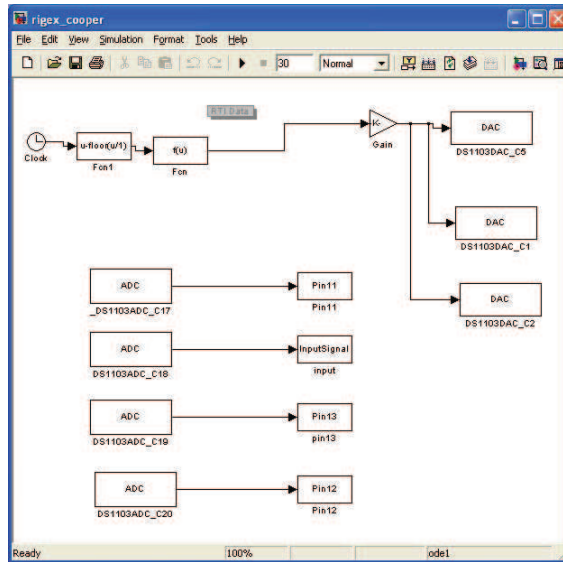 rigex_cooper
File Edit View Simulation Format Tools Help
30 Normal
RTI Data
Clock
u-floor(u/1)
Fcn1
f(u)
Fcn
K-
Gain
DAC
DS1103DAC_C5
DAC
DS1103DAC_C1
DAC
DS1103DAC_C2
ADC
_DS1103ADC_C17
Pin11
Pin11
ADC
DS1103ADC_C18
InputSignal
input
ADC
DS1103ADC_C19
Pin13
pin13
ADC
DS1103ADC_C20
Pin12
Pin12
Ready 100% ode1